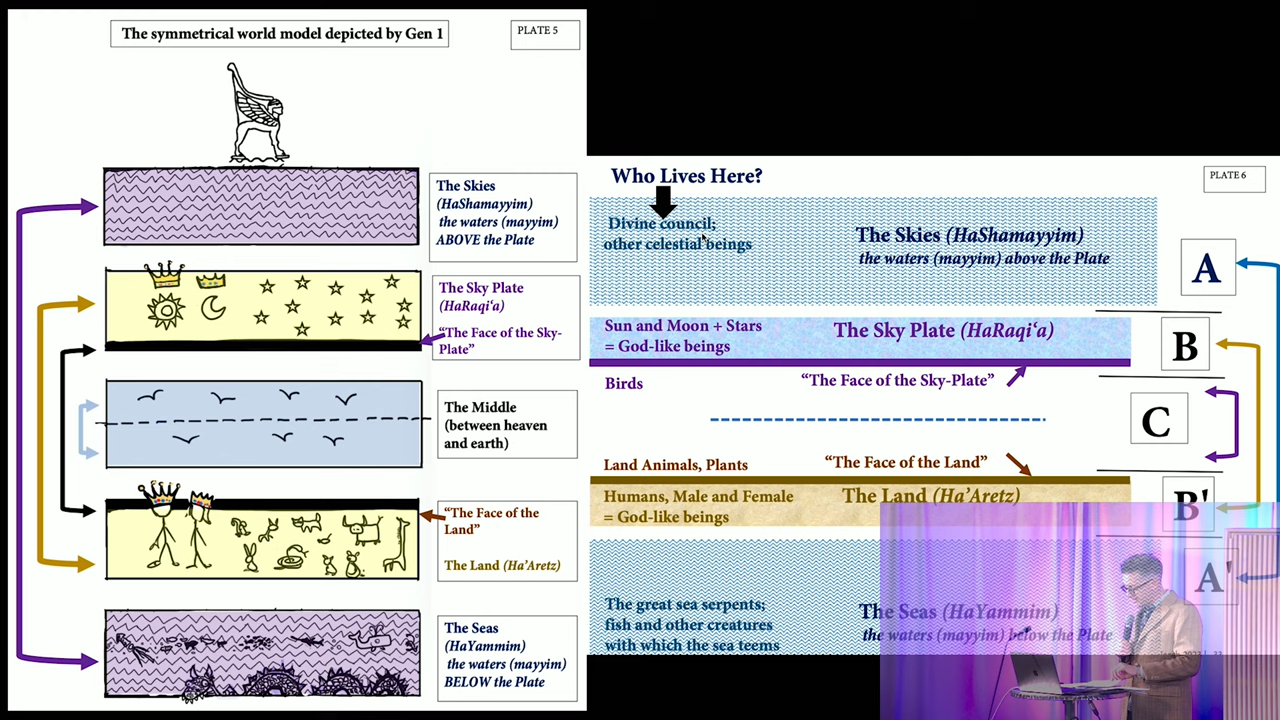 The symmetrical world model depicted by Gen 1
PLATE 5
The Skies
(HaShamayyim)
the waters (mayyim)
ABOVE the Plate
The Sky Plate
(HaRaqi‘a)
“The Face of the Sky-
Plate”
The Middle
(between heaven
and earth)
“The Face of the
Land”
The Land (Ha’Aretz)
The Seas
(HaYammim)
the waters (mayyim)
BELOW the Plate
Who Lives Here?
PLATE 6
Divine council;
other celestial beings
The Skies (HaShamayyim)
the waters (mayyim) above the Plate
A
Sun and Moon + Stars
= God-like beings
The Sky Plate (HaRaqi‘a)
B
Birds
“The Face of the Sky-Plate”
C
Land Animals, Plants
“The Face of the Land”
Humans, Male and Female
= God-like beings
The Land (Ha’Aretz)
B'
A'
The great sea serpents;
fish and other creatures
with which the sea teems
The Seas (HaYammim)
the waters (mayyim) below the Plate
33